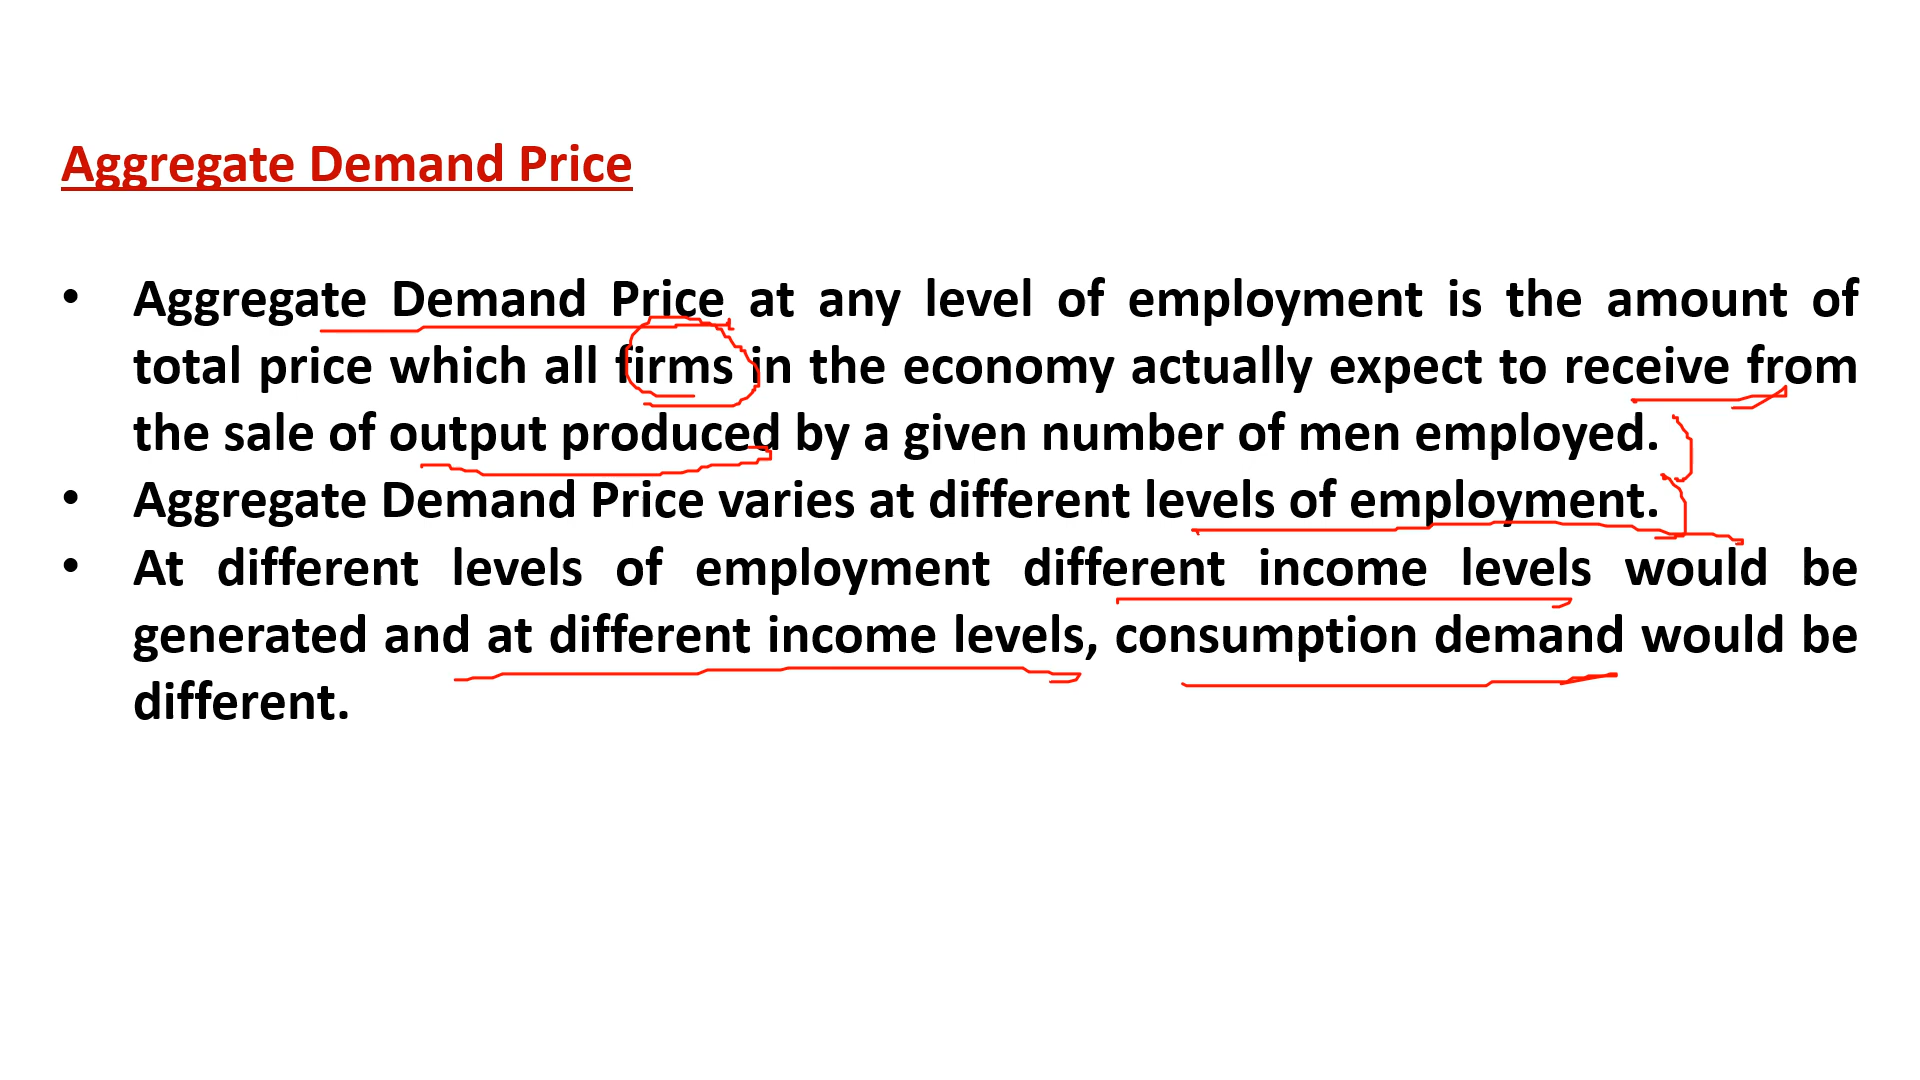 Aggregate Demand Price
• Aggregate Demand Price at any level of employment is the amount of
total price which all firms in the economy actually expect to receive from
the sale of output produced by a given number of men employed.
• Aggregate Demand Price varies at different levels of employment.
• At different levels of employment different income levels would be
generated and at different income levels, consumption demand would be
different.